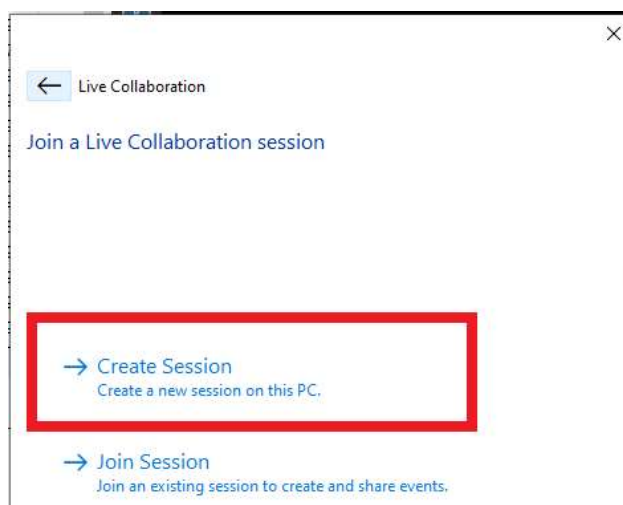 Live Collaboration
Join a Live Collaboration session
Create Session
Create a new session on this PC.
Join Session
Join an existing session to create and share events.